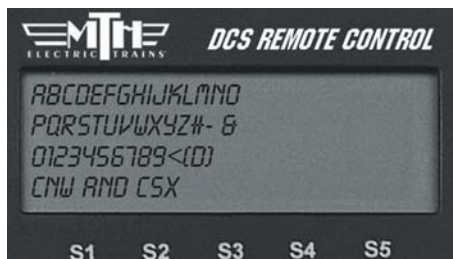 MTH
ELECTRIC TRAINS
DCS REMOTE CONTROL
ABCDEFGHIJKLMNO
PQRSTUVWXYZ#- &
0123456789<(D)
CNW AND CSX
S1 S2 S3 S4 S5